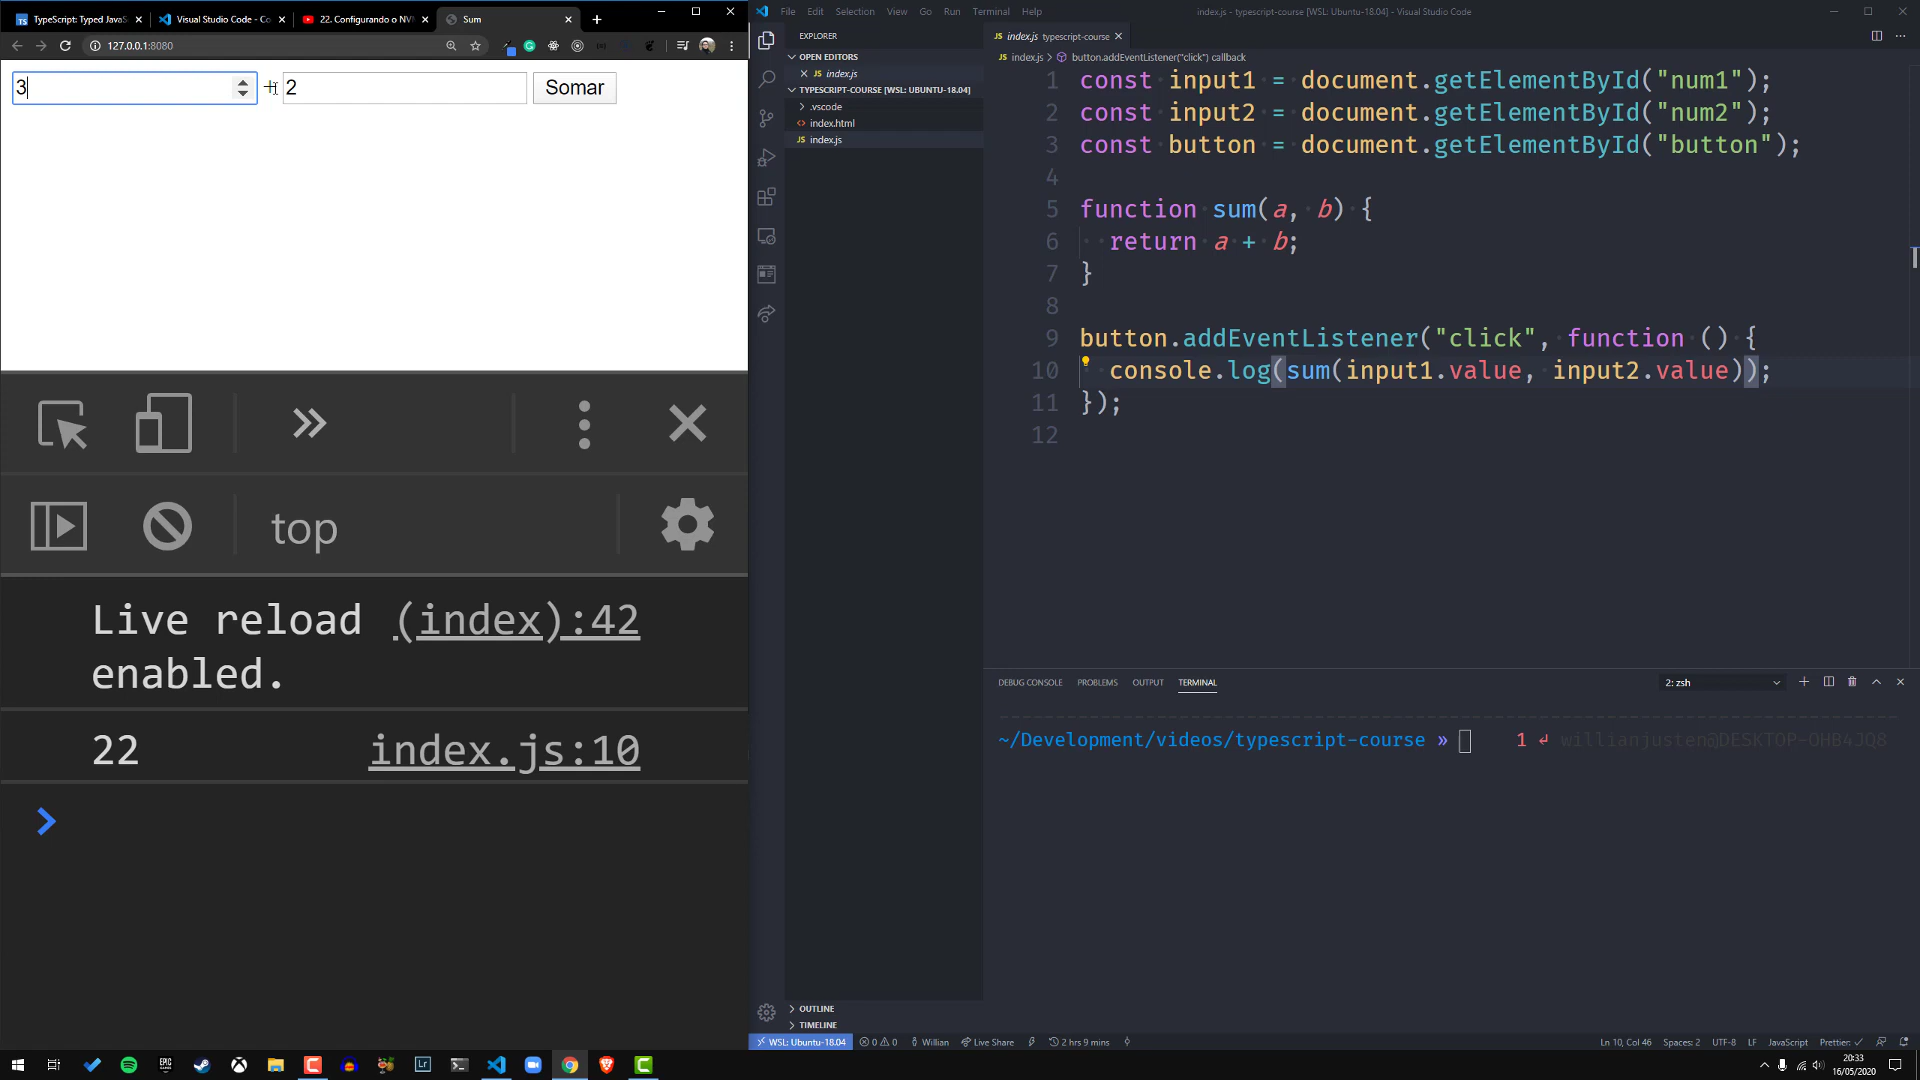 TypeScript: Typed JavaS
Visual Studio Code - Co
22. Configurando o NVM
Sum
127.0.0.1:8080
3
+
2
Somar
top
Live reload (index):42
enabled.
22 index.js:10
File Edit Selection View Go Run Terminal Help
index.js - typescript-course [WSL: Ubuntu-18.04] - Visual Studio Code
EXPLORER
OPEN EDITORS
index.js
TYPESCRIPT-COURSE [WSL: UBUNTU-18.04]
.vscode
index.html
index.js
OUTLINE
TIMELINE
index.js typescript-course
index.js > button.addEventListener("click") callback
1 const input1 = document.getElementById("num1");
2 const input2 = document.getElementById("num2");
3 const button = document.getElementById("button");
4
5 function sum(a, b) {
6 return a + b;
7 }
8
9 button.addEventListener("click", function () {
10 console.log(sum(input1.value, input2.value));
11 });
12
DEBUG CONSOLE PROBLEMS OUTPUT TERMINAL
2: zsh
~/Development/videos/typescript-course » 1 ↲ willianjusten@DESKTOP-OHB4JQ8
WSL: Ubuntu-18.04 0 0 Willian Live Share 2 hrs 9 mins
Ln 10, Col 46 Spaces: 2 UTF-8 LF JavaScript Prettier: ✓
20:33
16/05/2020